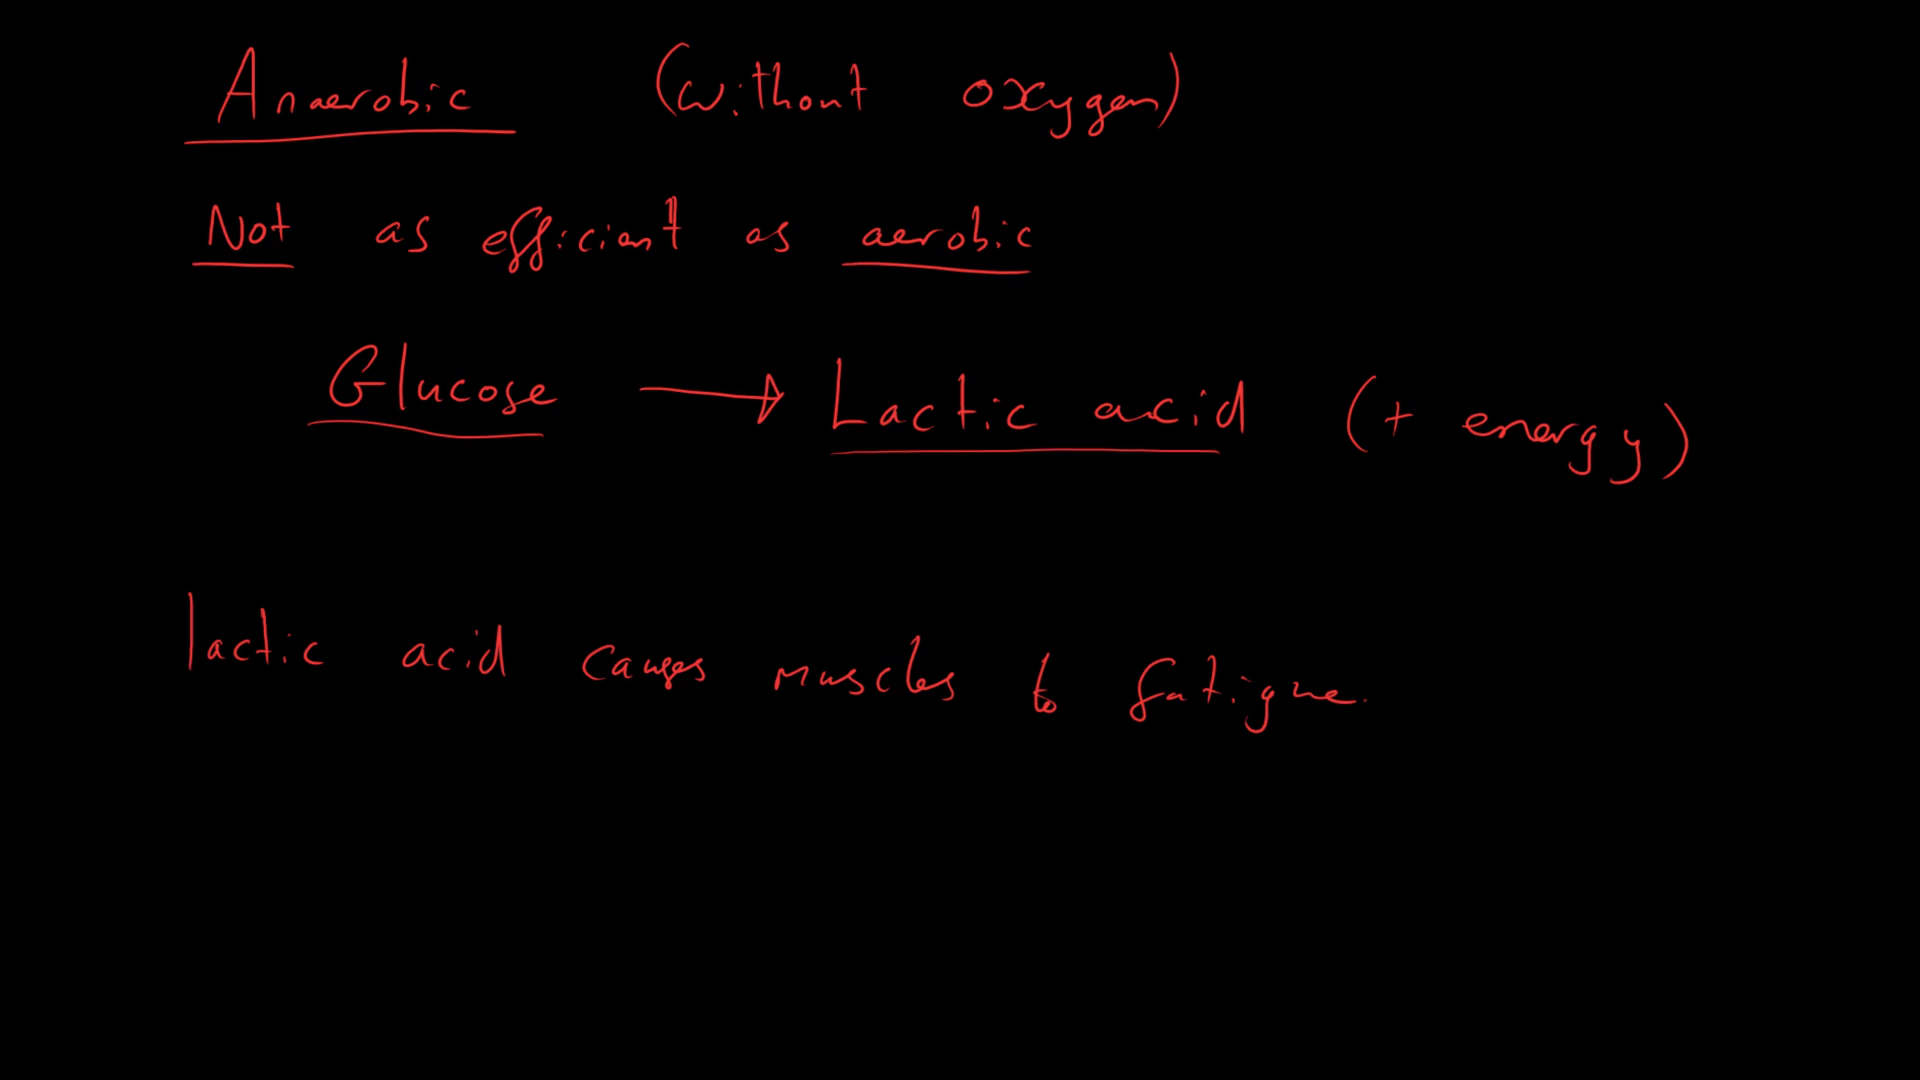 Anaerobic (without oxygen)
Not as efficient as aerobic
Glucose → Lactic acid (+ energy)
lactic acid causes muscles to fatigue.